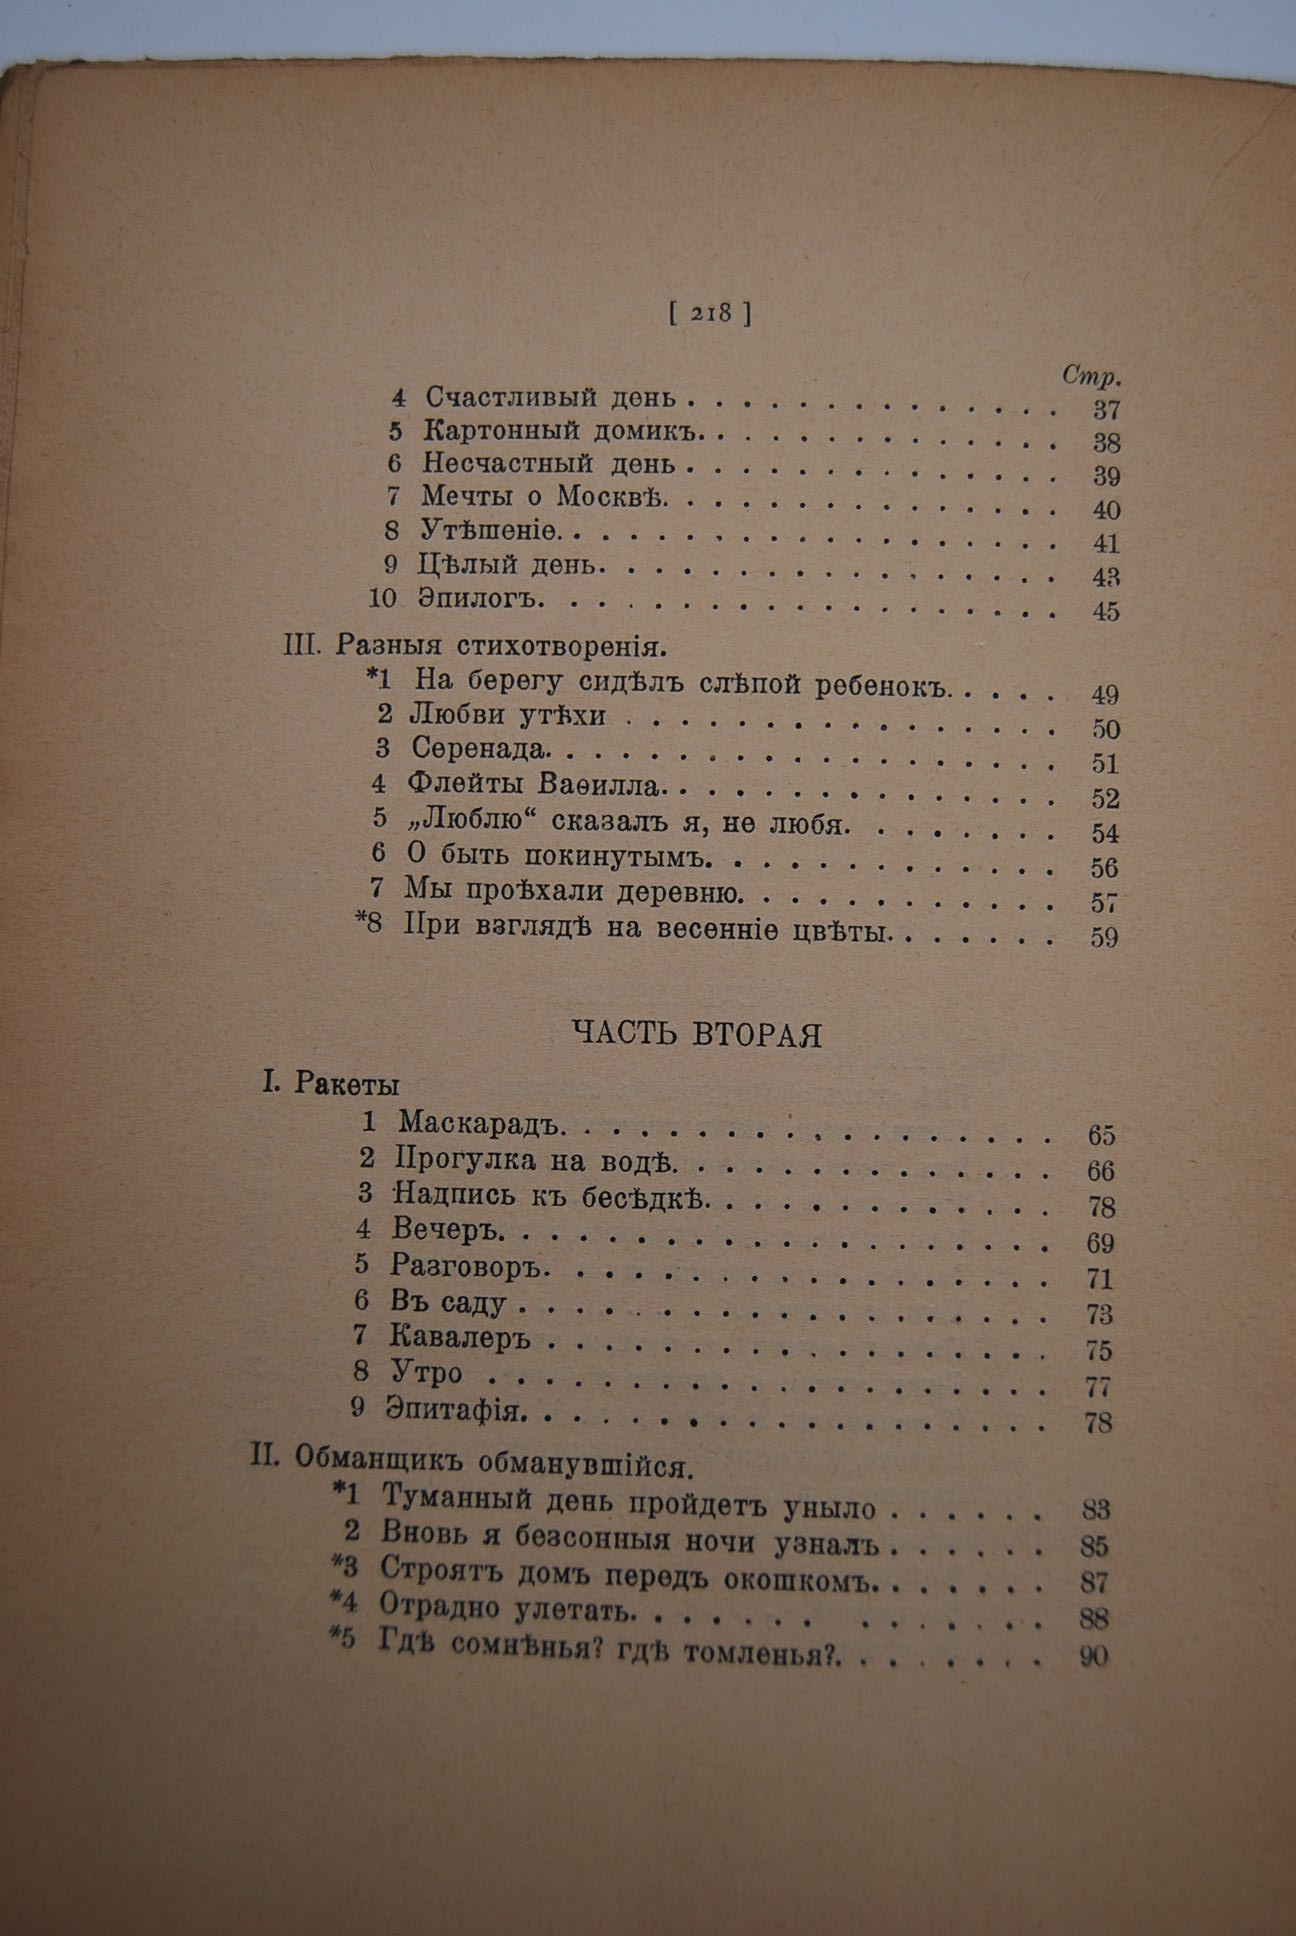 [ 218 ]
Стр.
4 Счастливый день . . . . . . . . . . . . . . 37
5 Картонный домикъ. . . . . . . . . . . . . . 38
6 Несчастный день . . . . . . . . . . . . . . 39
7 Мечты о Москвѣ. . . . . . . . . . . . . . . 40
8 Утѣшеніе. . . . . . . . . . . . . . . . . . . 41
9 Цѣлый день. . . . . . . . . . . . . . . . . 43
10 Эпилогъ. . . . . . . . . . . . . . . . . . . 45
III. Разныя стихотворенія.
*1 На берегу сидѣлъ слѣпой ребенокъ. . . . . 49
2 Любви утѣхи . . . . . . . . . . . . . . . . 50
3 Серенада. . . . . . . . . . . . . . . . . . . 51
4 Флейты Ваѳилла. . . . . . . . . . . . . . . 52
5 „Люблю“ сказалъ я, не любя. . . . . . . . 54
6 О быть покинутымъ. . . . . . . . . . . . . 56
7 Мы проѣхали деревню. . . . . . . . . . . . 57
*8 При взглядѣ на весенніе цвѣты. . . . . . . 59
ЧАСТЬ ВТОРАЯ
I. Ракеты
1 Маскарадъ. . . . . . . . . . . . . . . . . . 65
2 Прогулка на водѣ. . . . . . . . . . . . . . 66
3 Надпись къ бесѣдкѣ. . . . . . . . . . . . . 78
4 Вечеръ. . . . . . . . . . . . . . . . . . . . 69
5 Разговоръ. . . . . . . . . . . . . . . . . . 71
6 Въ саду . . . . . . . . . . . . . . . . . . . 73
7 Кавалеръ . . . . . . . . . . . . . . . . . . 75
8 Утро . . . . . . . . . . . . . . . . . . . . 77
9 Эпитафія. . . . . . . . . . . . . . . . . . . 78
II. Обманщикъ обманувшійся.
*1 Туманный день пройдетъ уныло . . . . . . 83
2 Вновь я безсонныя ночи узналъ . . . . . . 85
*3 Строятъ домъ передъ окошкомъ. . . . . . . 87
*4 Отрадно улетать. . . . . . . . . . . . . . 88
*5 Гдѣ сомнѣнья? гдѣ томленья?. . . . . . . . 90